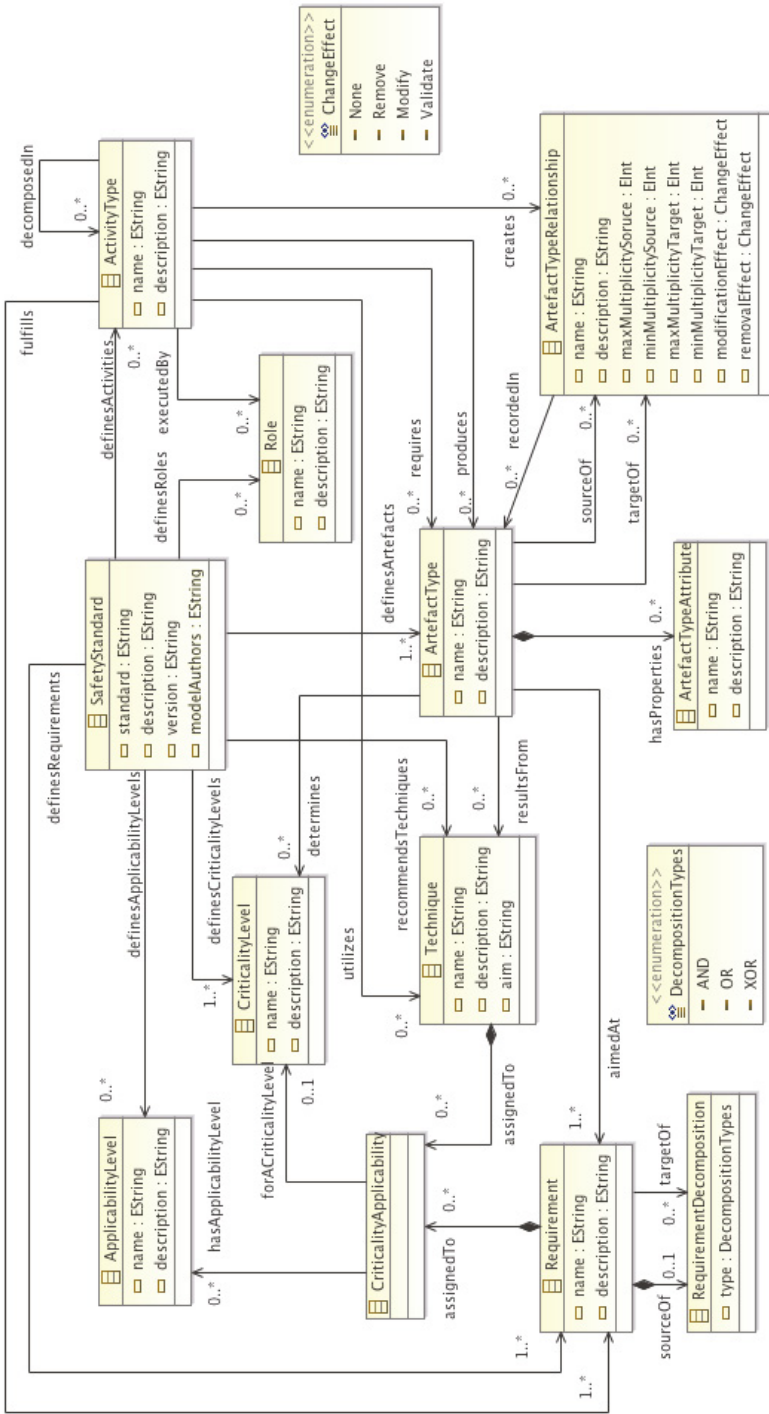 fulfills
definesRequirements
decomposedIn
0..*
ApplicabilityLevel
name : EString
description : EString
0..*
definesApplicabilityLevels
SafetyStandard
standard : EString
description : EString
version : EString
modelAuthors : EString
definesActivities
0..*
ActivityType
name : EString
description : EString
0..*
hasApplicabilityLevel
definesCriticalityLevels
1..*
definesRoles
0..*
executedBy
0..*
CriticalityLevel
name : EString
description : EString
0..*
determines
Role
name : EString
description : EString
<<enumeration>>
ChangeEffect
None
Remove
Modify
Validate
forACriticalityLevel
0..1
utilizes
0..*
CriticalityApplicability
assignedTo
0..*
assignedTo
0..*
recommendsTechniques
0..*
definesArtefacts
1..*
requires
0..*
produces
0..*
creates
0..*
Technique
name : EString
description : EString
aim : EString
resultsFrom
0..*
ArtefactType
name : EString
description : EString
recordedIn
0..*
sourceOf
0..*
targetOf
0..*
ArtefactTypeRelationship
name : EString
description : EString
maxMultiplicitySoruce : EInt
minMultiplicitySource : EInt
maxMultiplicityTarget : EInt
minMultiplicityTarget : EInt
modificationEffect : ChangeEffect
removalEffect : ChangeEffect
1..*
1..*
Requirement
name : EString
description : EString
1..*
aimedAt
hasProperties
0..*
sourceOf
0..1
0..*
targetOf
RequirementDecomposition
type : DecompositionTypes
<<enumeration>>
DecompositionTypes
AND
OR
XOR
ArtefactTypeAttribute
name : EString
description : EString